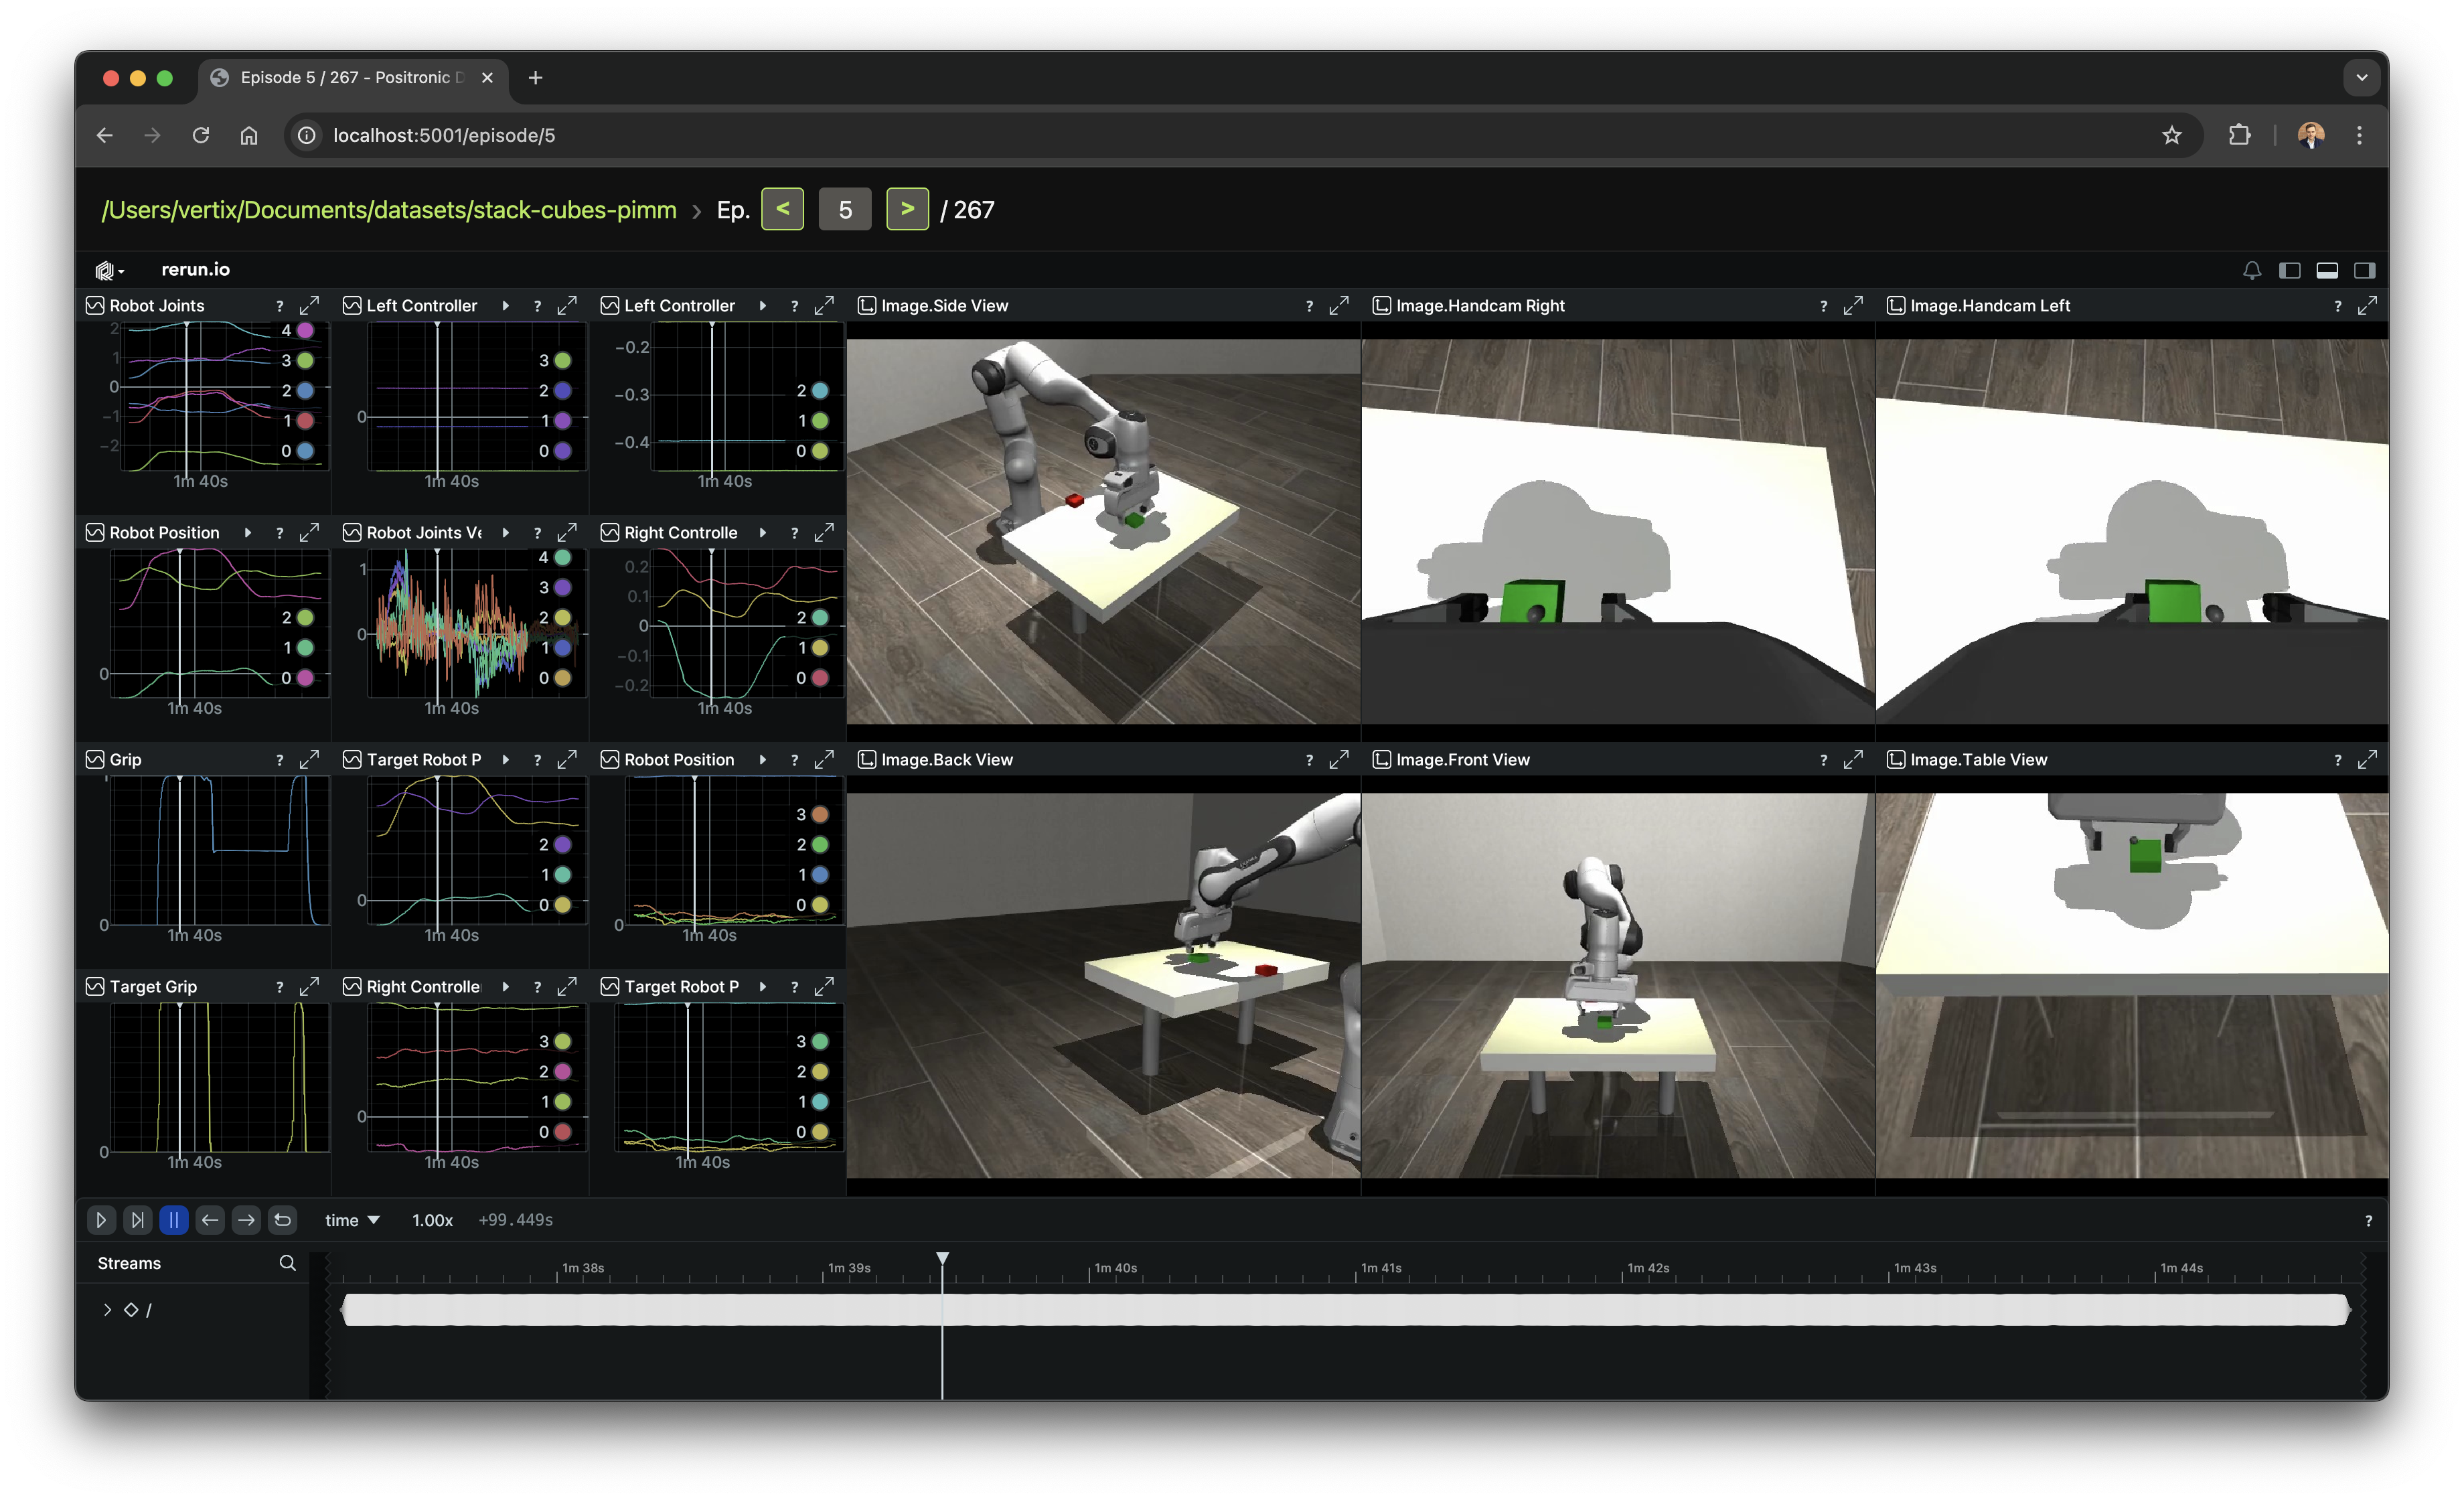 Episode 5 / 267 - Positronic D
localhost:5001/episode/5
/Users/vertix/Documents/datasets/stack-cubes-pimm > Ep. < 5 > / 267
rerun.io
Robot Joints ?
2
1
0
−1
−2
4
3
2
1
0
1m 40s
Left Controller ?
0
3
2
1
0
1m 40s
Left Controller ?
−0.2
−0.3
−0.4
2
1
0
1m 40s
Image.Side View ?
Image.Handcam Right ?
Image.Handcam Left ?
Robot Position ?
0
2
1
0
1m 40s
Robot Joints Ve ?
1
0
4
3
2
1
0
1m 40s
Right Controlle ?
0.2
0.1
0
−0.1
−0.2
2
1
0
1m 40s
Grip ?
1
0
1m 40s
Target Robot P ?
0
2
1
0
1m 40s
Robot Position ?
0
3
2
1
0
1m 40s
Image.Back View ?
Image.Front View ?
Image.Table View ?
Target Grip ?
0
1m 40s
Right Controlle ?
0
3
2
1
0
1m 40s
Target Robot P ?
3
2
1
0
1m 40s
time 1.00x +99.449s ?
Streams
1m 38s 1m 39s 1m 40s 1m 41s 1m 42s 1m 43s 1m 44s
/